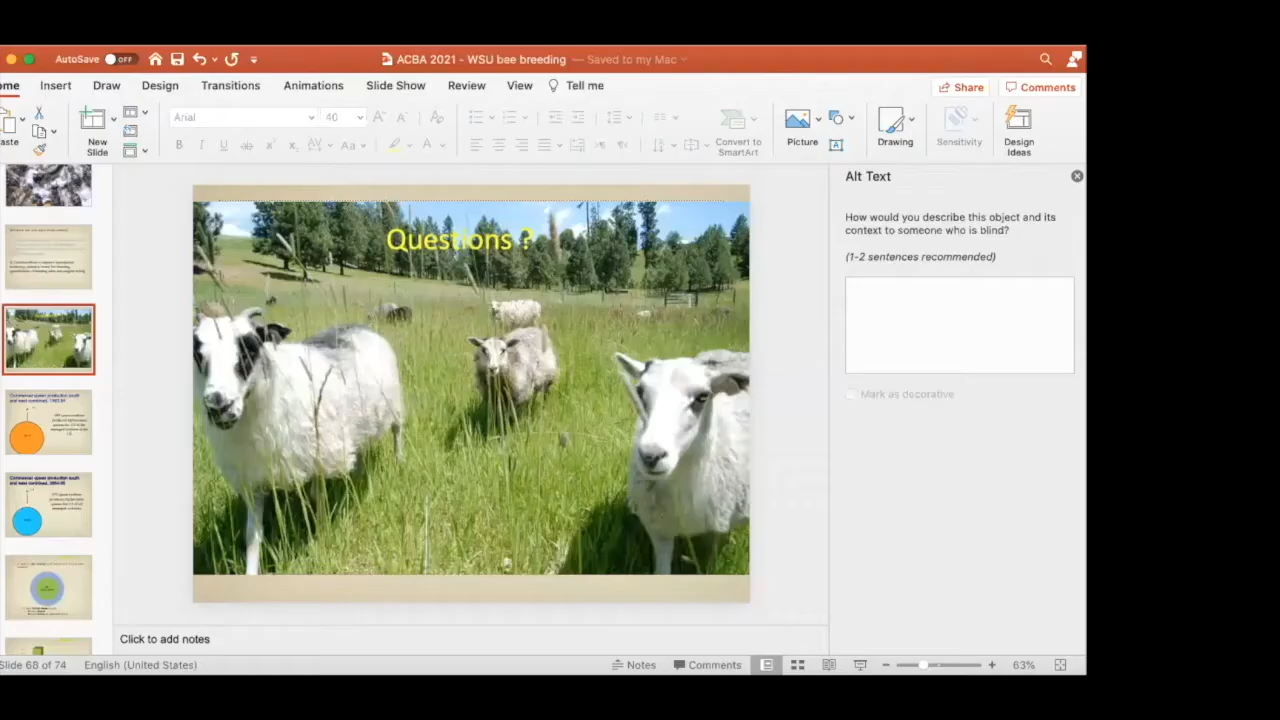 AutoSave OFF
ACBA 2021 - WSU bee breeding — Saved to my Mac
ome Insert Draw Design Transitions Animations Slide Show Review View Tell me
Share Comments
Arial 40
aste
New
Slide
Convert to
SmartArt
Picture
Drawing
Sensitivity
Design
Ideas
Questions ?
Alt Text
How would you describe this object and its
context to someone who is blind?
(1-2 sentences recommended)
Mark as decorative
Click to add notes
Slide 68 of 74 English (United States)
Notes Comments 63%